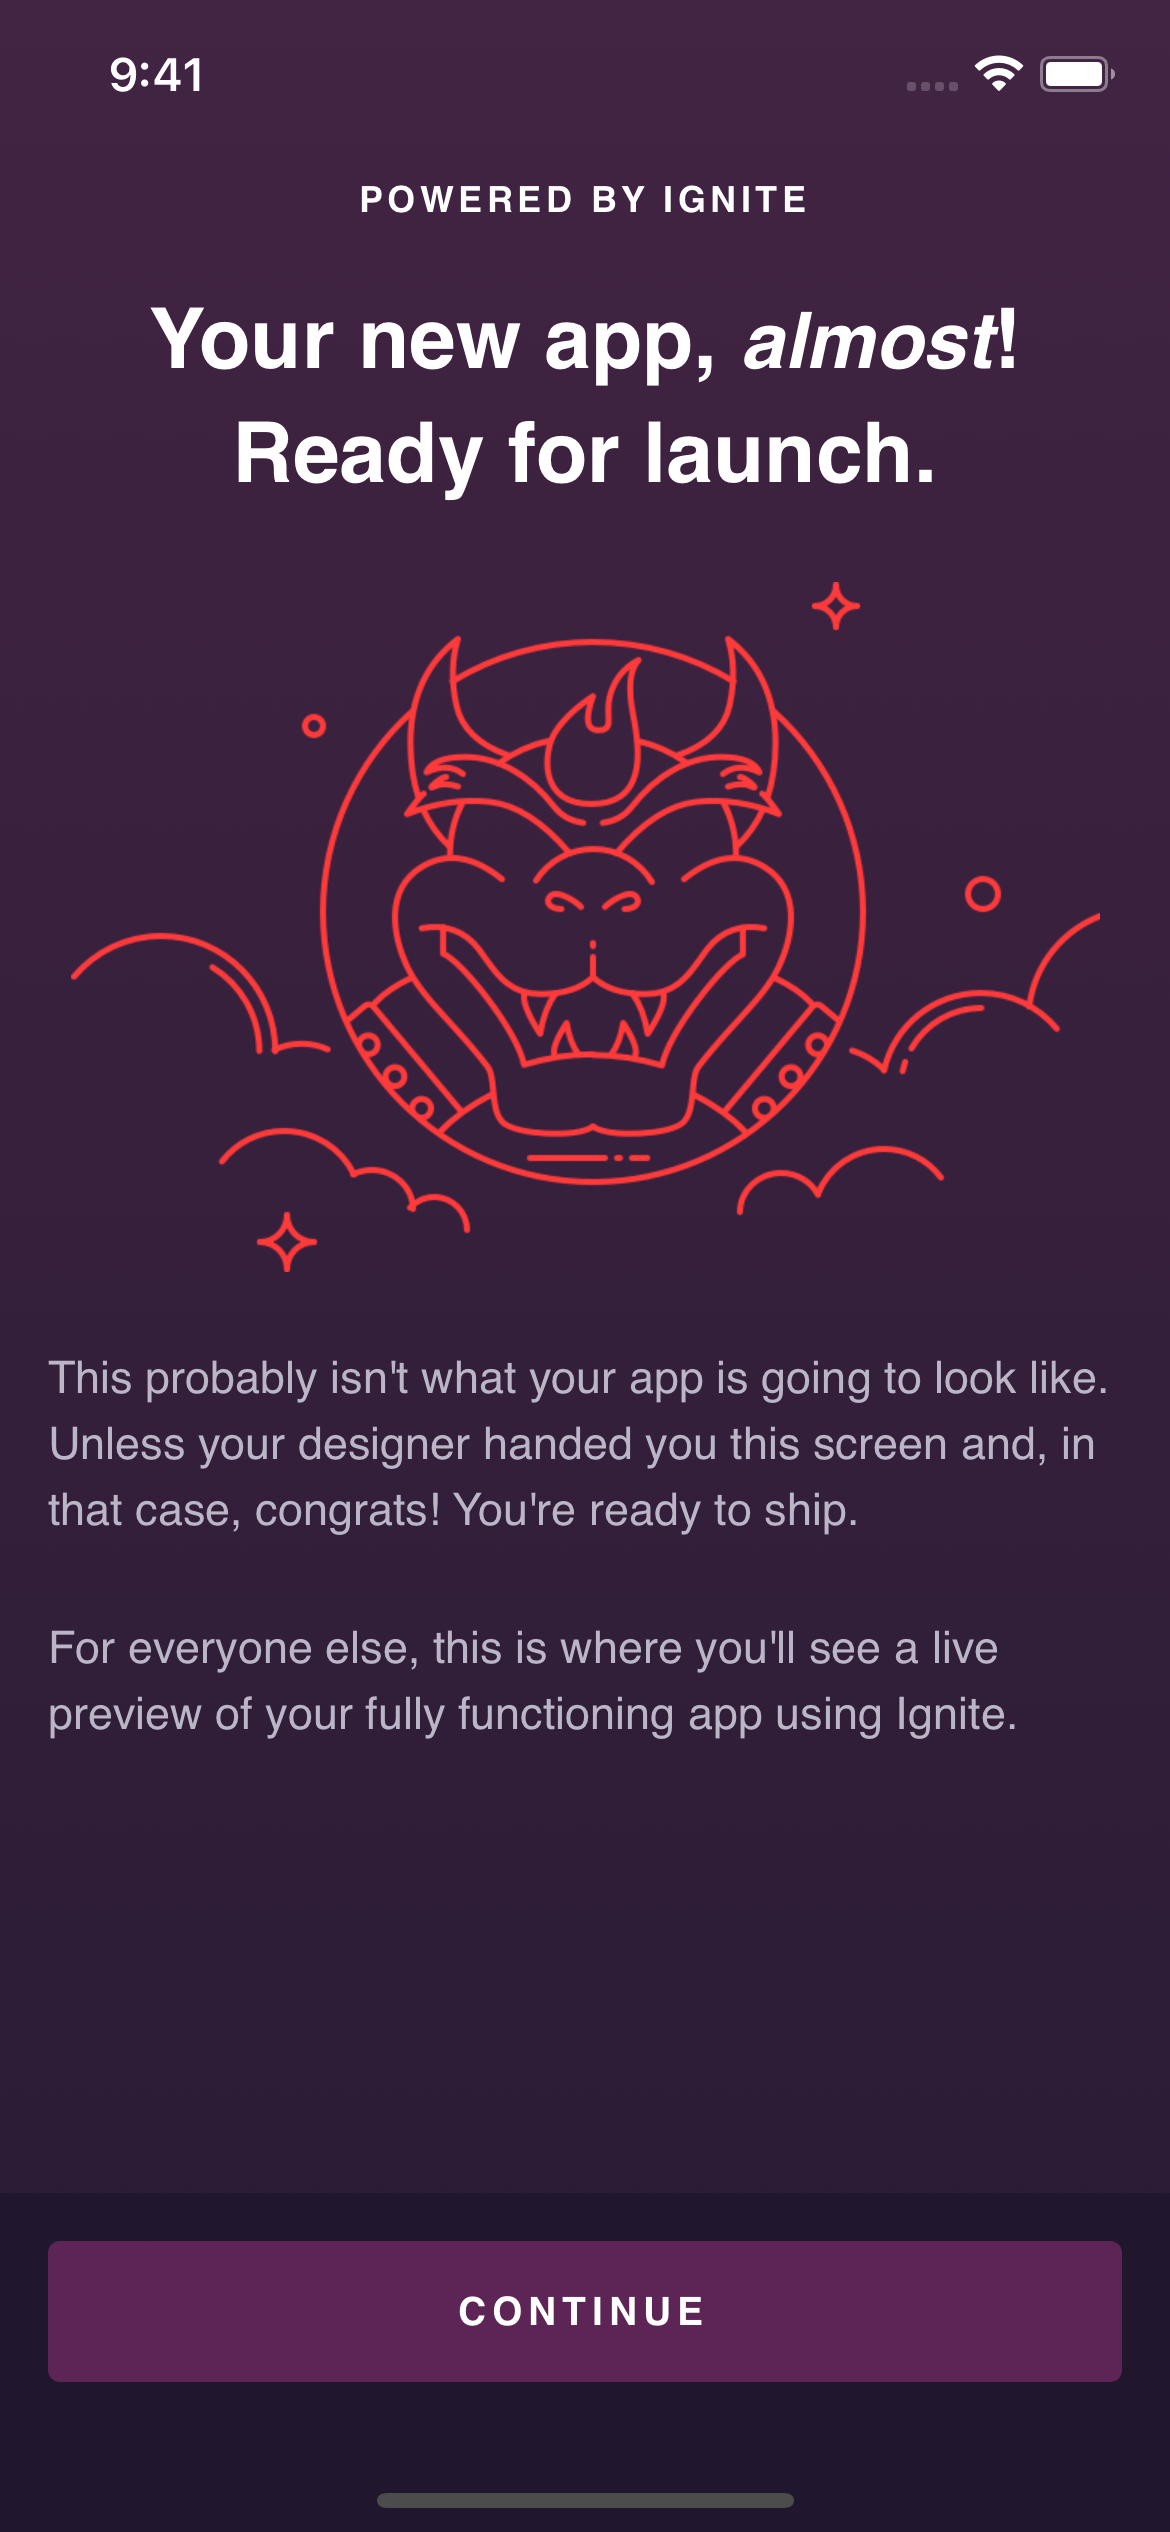 9:41
POWERED BY IGNITE
Your new app, almost!
Ready for launch.
This probably isn't what your app is going to look like.
Unless your designer handed you this screen and, in
that case, congrats! You're ready to ship.
For everyone else, this is where you'll see a live
preview of your fully functioning app using Ignite.
CONTINUE